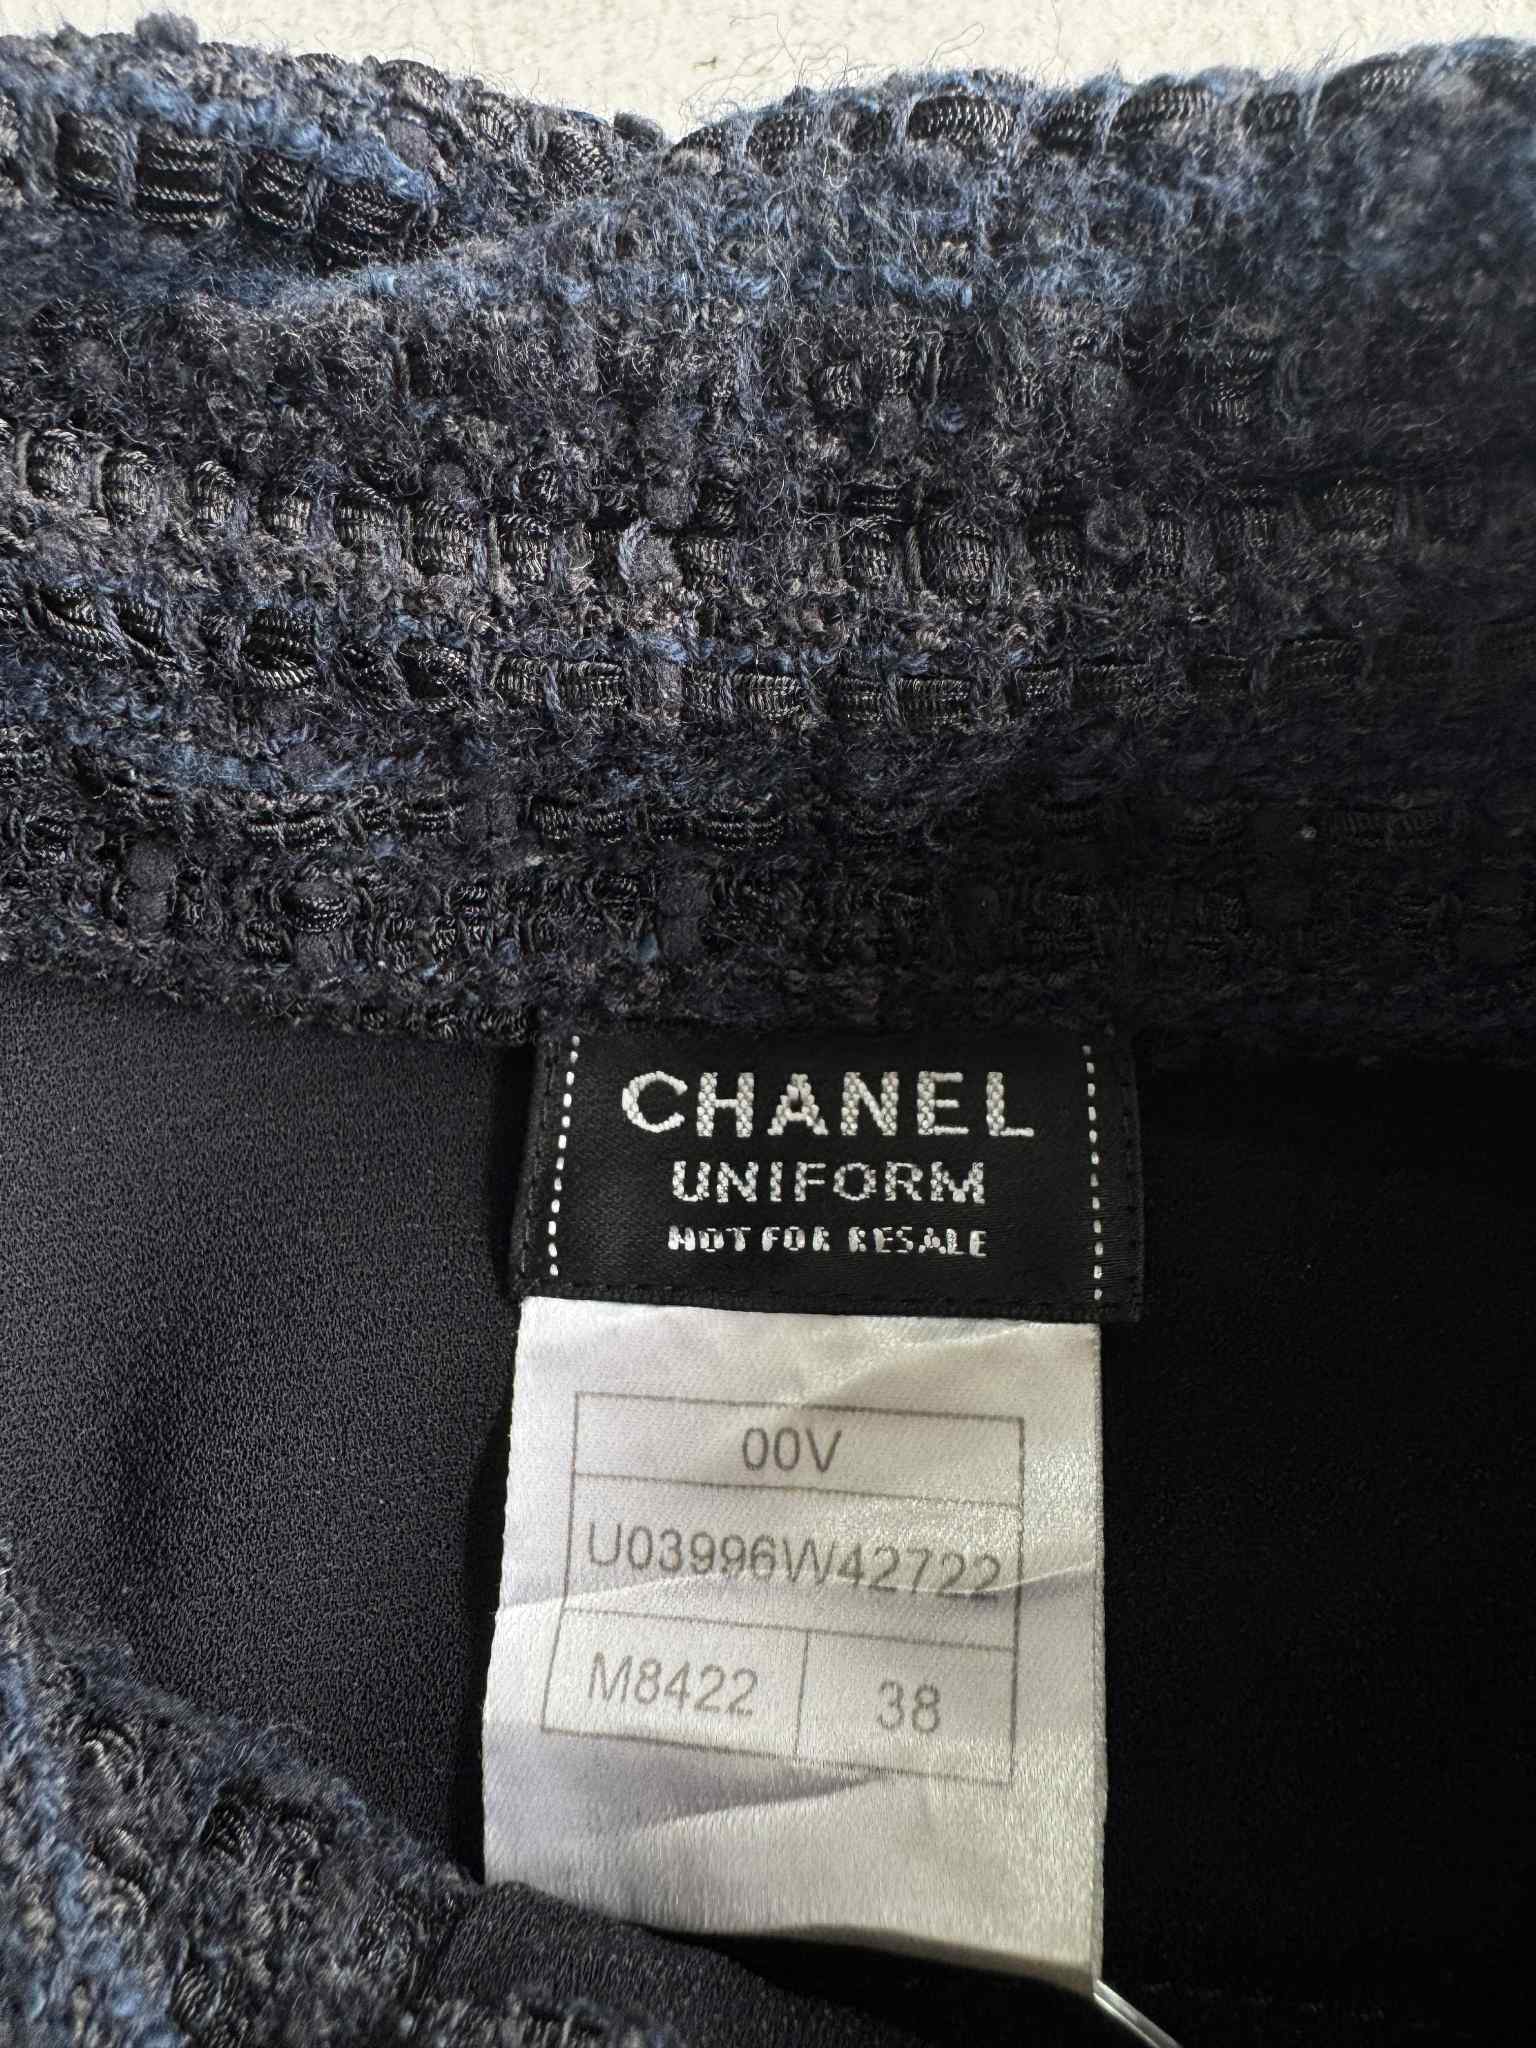 CHANEL
UNIFORM
NOT FOR RESALE
00V
U03996W42722
M8422 38